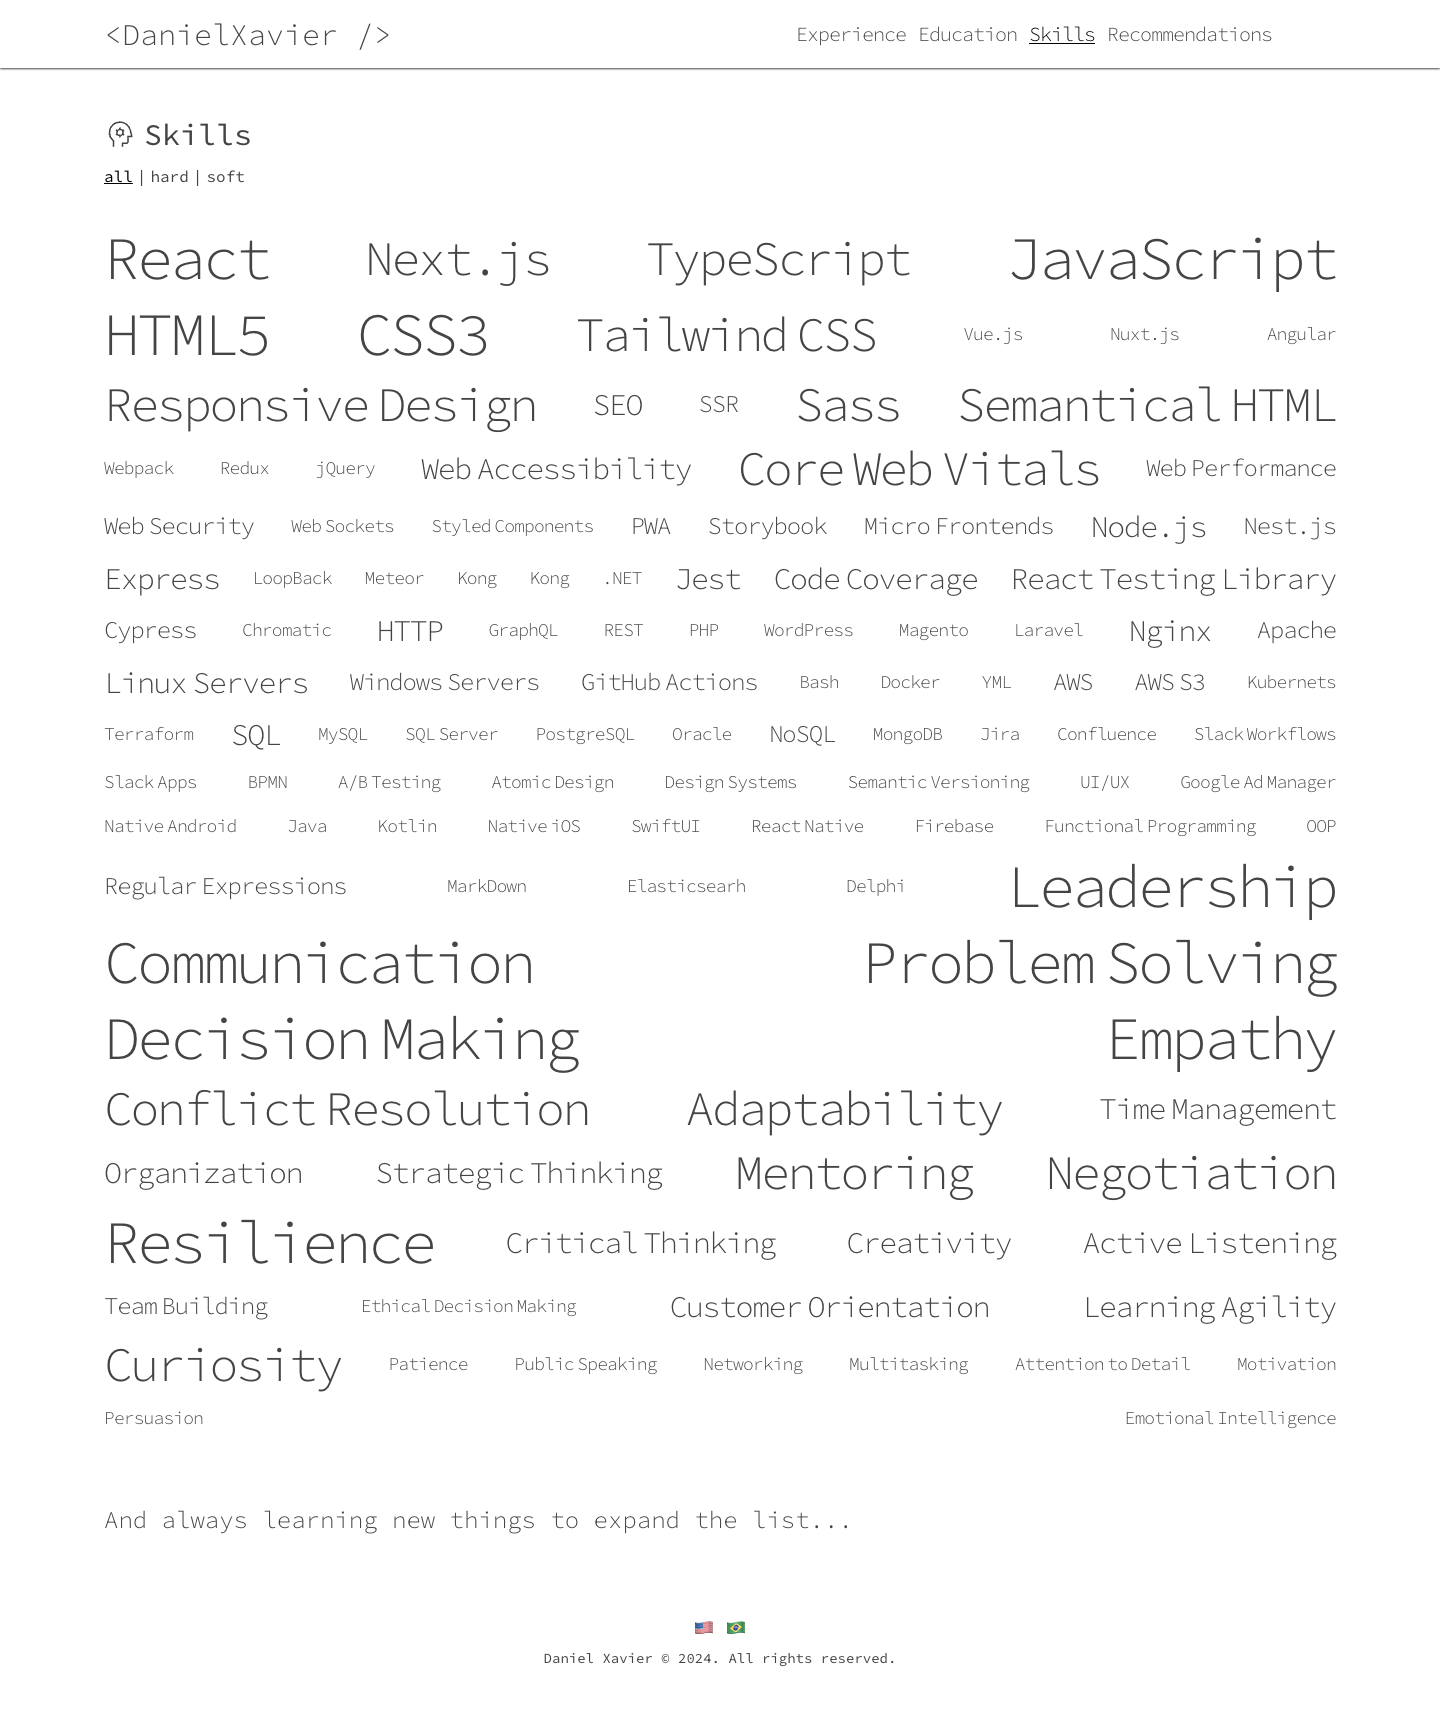 <DanielXavier /> Experience Education Skills Recommendations
Skills
all | hard | soft
React Next.js TypeScript JavaScript
HTML5 CSS3 Tailwind CSS Vue.js Nuxt.js Angular
Responsive Design SEO SSR Sass Semantical HTML
Webpack Redux jQuery Web Accessibility Core Web Vitals Web Performance
Web Security Web Sockets Styled Components PWA Storybook Micro Frontends Node.js Nest.js
Express LoopBack Meteor Kong Kong .NET Jest Code Coverage React Testing Library
Cypress Chromatic HTTP GraphQL REST PHP WordPress Magento Laravel Nginx Apache
Linux Servers Windows Servers GitHub Actions Bash Docker YML AWS AWS S3 Kubernets
Terraform SQL MySQL SQL Server PostgreSQL Oracle NoSQL MongoDB Jira Confluence Slack Workflows
Slack Apps BPMN A/B Testing Atomic Design Design Systems Semantic Versioning UI/UX Google Ad Manager
Native Android Java Kotlin Native iOS SwiftUI React Native Firebase Functional Programming OOP
Regular Expressions MarkDown Elasticsearh Delphi Leadership
Communication Problem Solving
Decision Making Empathy
Conflict Resolution Adaptability Time Management
Organization Strategic Thinking Mentoring Negotiation
Resilience Critical Thinking Creativity Active Listening
Team Building Ethical Decision Making Customer Orientation Learning Agility
Curiosity Patience Public Speaking Networking Multitasking Attention to Detail Motivation
Persuasion Emotional Intelligence
And always learning new things to expand the list...
Daniel Xavier © 2024. All rights reserved.